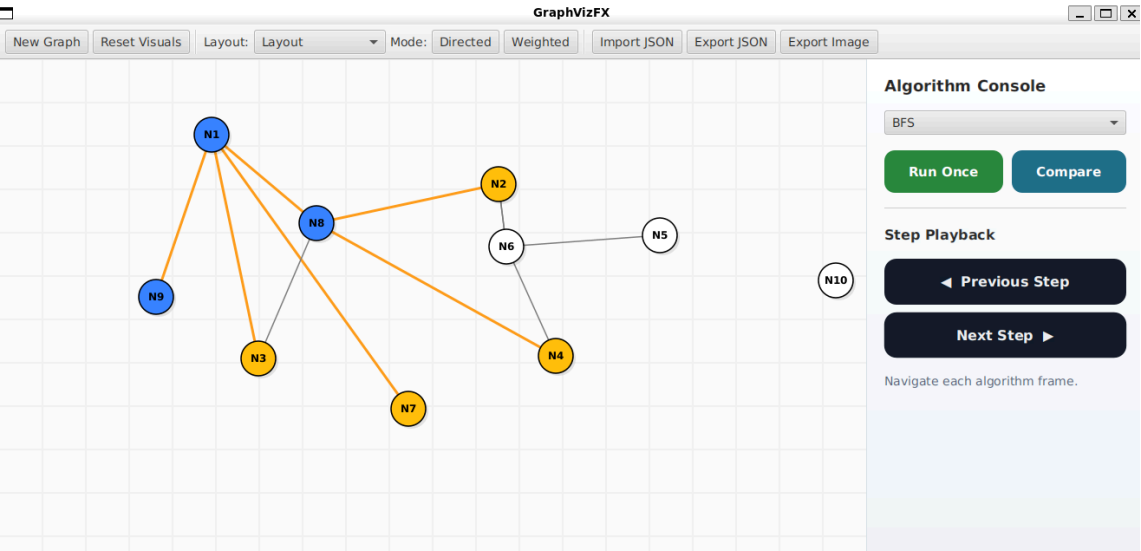 GraphVizFX
New Graph Reset Visuals Layout: Layout Mode: Directed Weighted Import JSON Export JSON Export Image
Algorithm Console
BFS
Run Once Compare
Step Playback
◀ Previous Step
Next Step ▶
Navigate each algorithm frame.
N1
N2
N8
N5
N6
N10
N9
N4
N3
N7